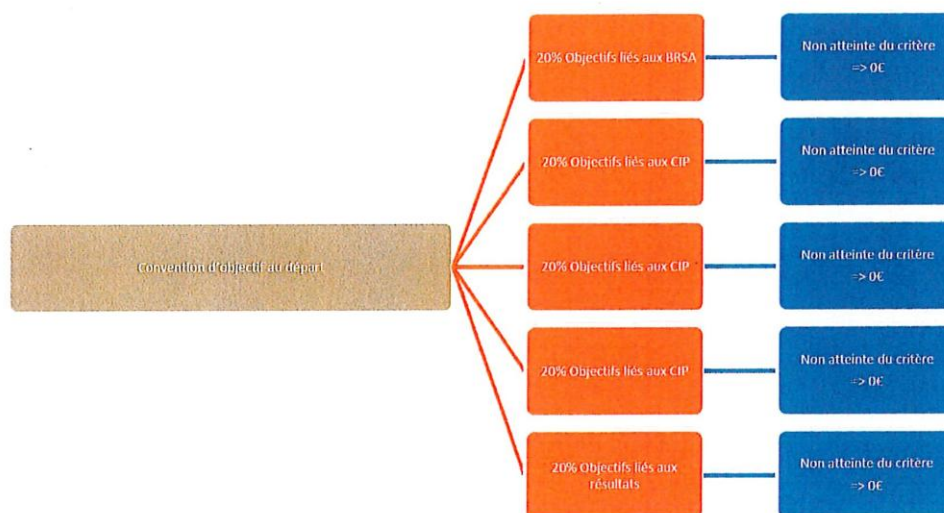 20% Objectifs liés aux BRSA
Non atteinte du critère
=> 0€
20% Objectifs liés aux CIP
Non atteinte du critère
=> 0€
Convention d'objectif au départ
20% Objectifs liés aux CIP
Non atteinte du critère
=> 0€
20% Objectifs liés aux CIP
Non atteinte du critère
=> 0€
20% Objectifs liés aux
résultats
Non atteinte du critère
=> 0€